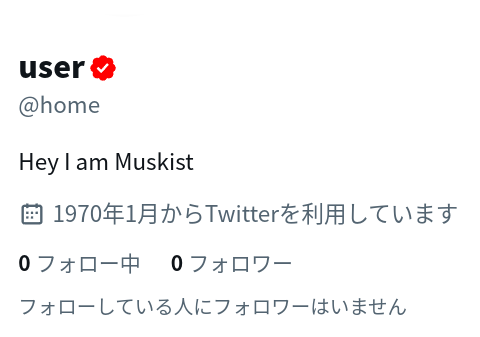 user
@home
Hey I am Muskist
1970年1月からTwitterを利用しています
0 フォロー中 0 フォロワー
フォローしている人にフォロワーはいません